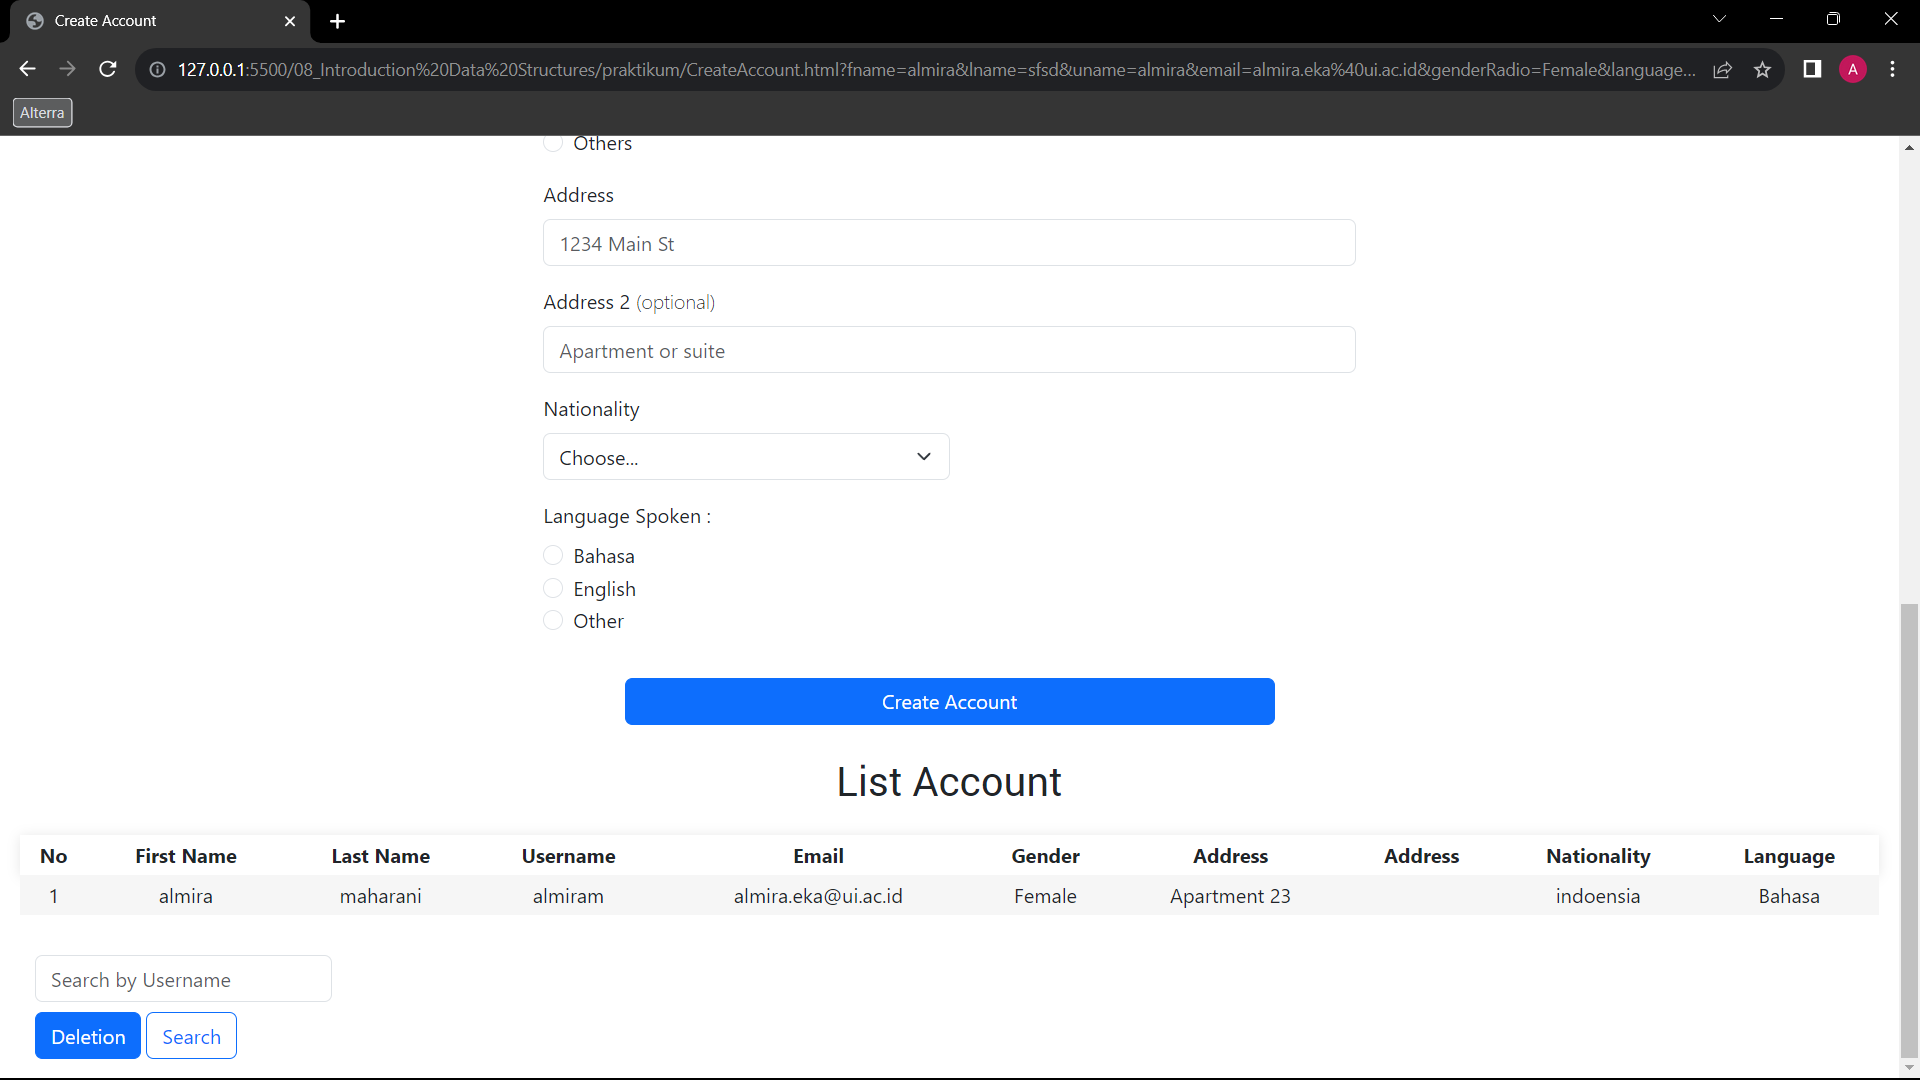 Create Account
127.0.0.1:5500/08_Introduction%20Data%20Structures/praktikum/CreateAccount.html?fname=almira&lname=sfsd&uname=almira&email=almira.eka%40ui.ac.id&genderRadio=Female&language...
A
Alterra
Others
Address
1234 Main St
Address 2 (optional)
Apartment or suite
Nationality
Choose...
Language Spoken :
Bahasa
English
Other
Create Account
List Account
No First Name Last Name Username Email Gender Address Address Nationality Language
1 almira maharani almiram almira.eka@ui.ac.id Female Apartment 23 indoensia Bahasa
Search by Username
Deletion Search